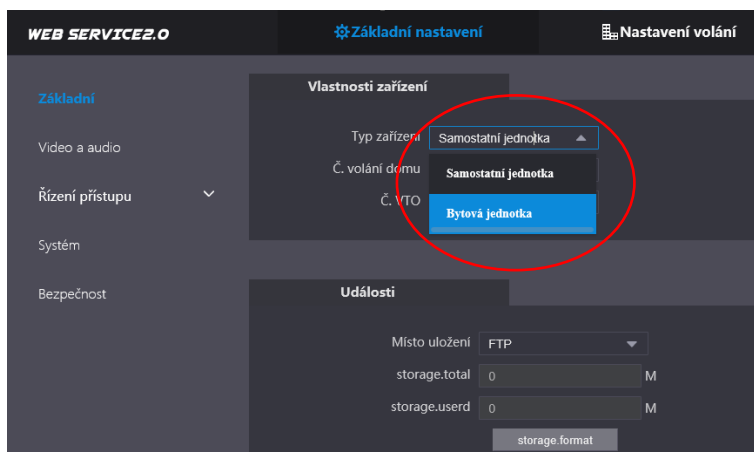 WEB SERVICE2.0
Základní nastavení
Nastavení volání
Základní
Video a audio
Řízení přístupu
Systém
Bezpečnost
Vlastnosti zařízení
Typ zařízení Samostatní jednotka
Č. volání domu
Samostatní jednotka
Č. VTO
Bytová jednotka
Události
Místo uložení FTP
storage.total 0 M
storage.userd 0 M
storage.format